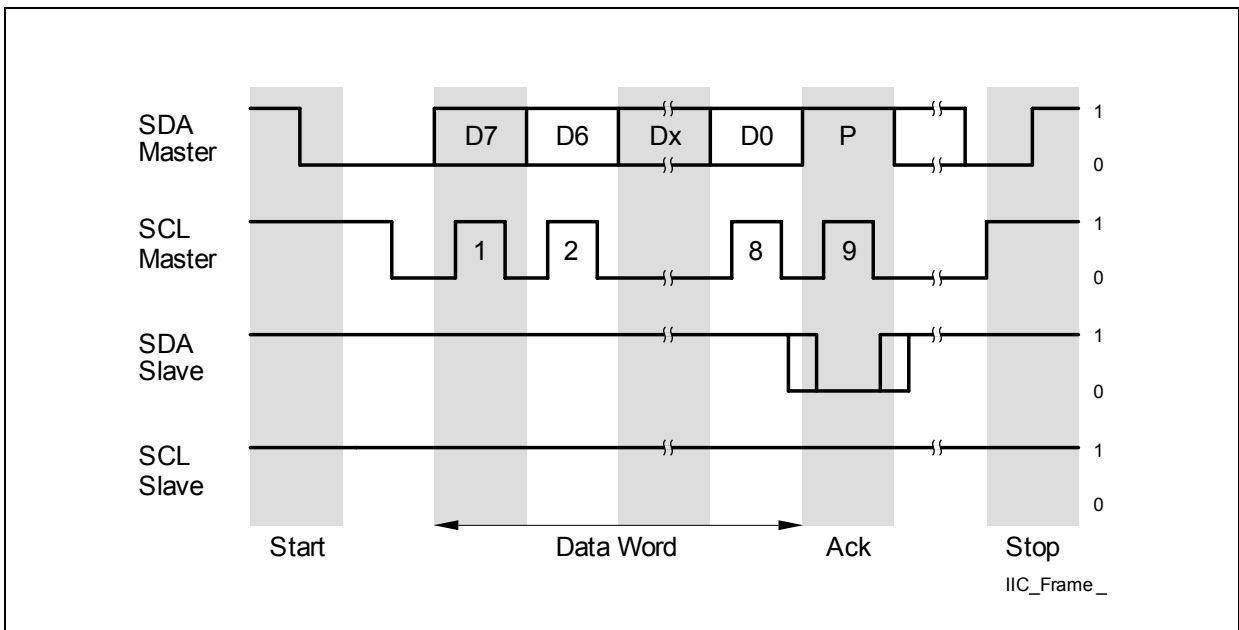 SDA
Master
D7 D6 Dx D0 P
1
0
SCL
Master
1 2 8 9
1
0
SDA
Slave
1
0
SCL
Slave
1
0
Start Data Word Ack Stop
IIC_Frame _